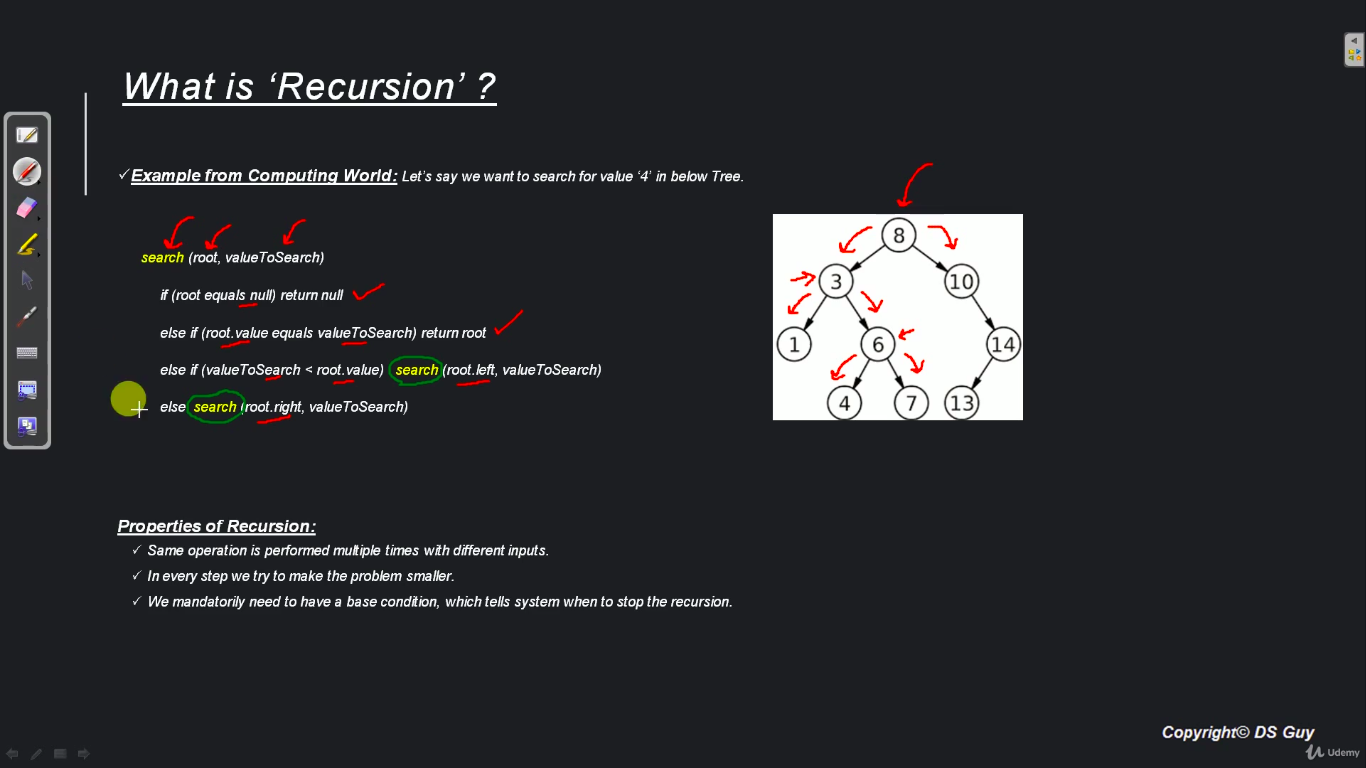 What is ‘Recursion’ ?
✓Example from Computing World: Let’s say we want to search for value ‘4’ in below Tree.
search (root, valueToSearch)
if (root equals null) return null
else if (root.value equals valueToSearch) return root
else if (valueToSearch < root.value) search (root.left, valueToSearch)
else search (root.right, valueToSearch)
8
3 10
1 6 14
4 7 13
Properties of Recursion:
✓ Same operation is performed multiple times with different inputs.
✓ In every step we try to make the problem smaller.
✓ We mandatorily need to have a base condition, which tells system when to stop the recursion.
Copyright© DS Guy
Udemy